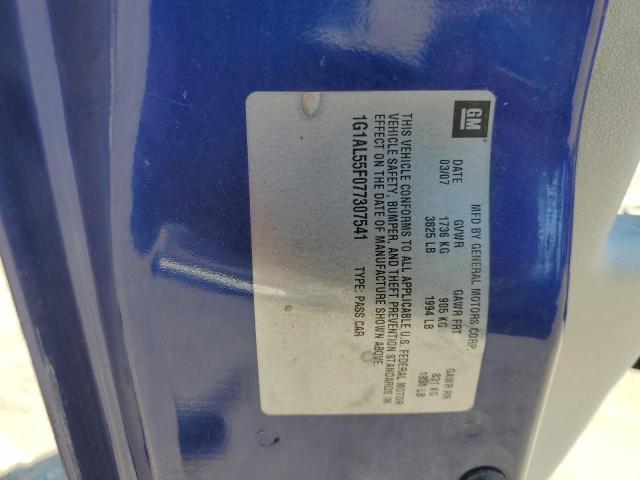 GM
MFD BY GENERAL MOTORS CORP
DATE GVWR GAWR FRT GAWR RR
03/07 1736 KG 905 KG 831 KG
3825 LB 1994 LB LB
THIS VEHICLE CONFORMS TO ALL APPLICABLE U.S. FEDERAL MOTOR
VEHICLE SAFETY, BUMPER, AND THEFT PREVENTION STANDARDS IN
EFFECT ON THE DATE OF MANUFACTURE SHOWN ABOVE.
1G1AL55F077307541 TYPE: PASS CAR